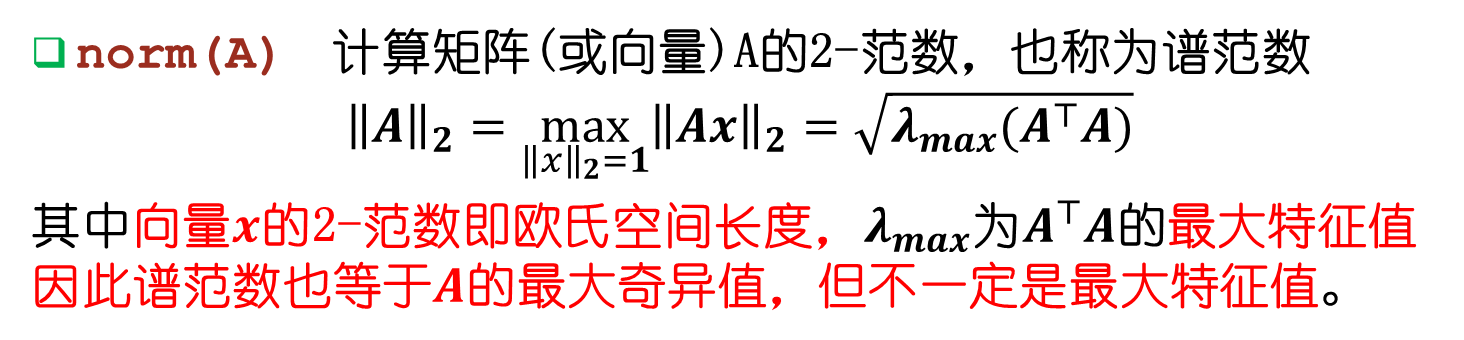 ❑ norm(A) 计算矩阵(或向量)A的2-范数，也称为谱范数
‖A‖₂ = max ‖Ax‖₂ = √λₘₐₓ(A⊤A)
‖x‖₂=1
其中向量x的2-范数即欧氏空间长度，λₘₐₓ为A⊤A的最大特征值
因此谱范数也等于A的最大奇异值，但不一定是最大特征值。